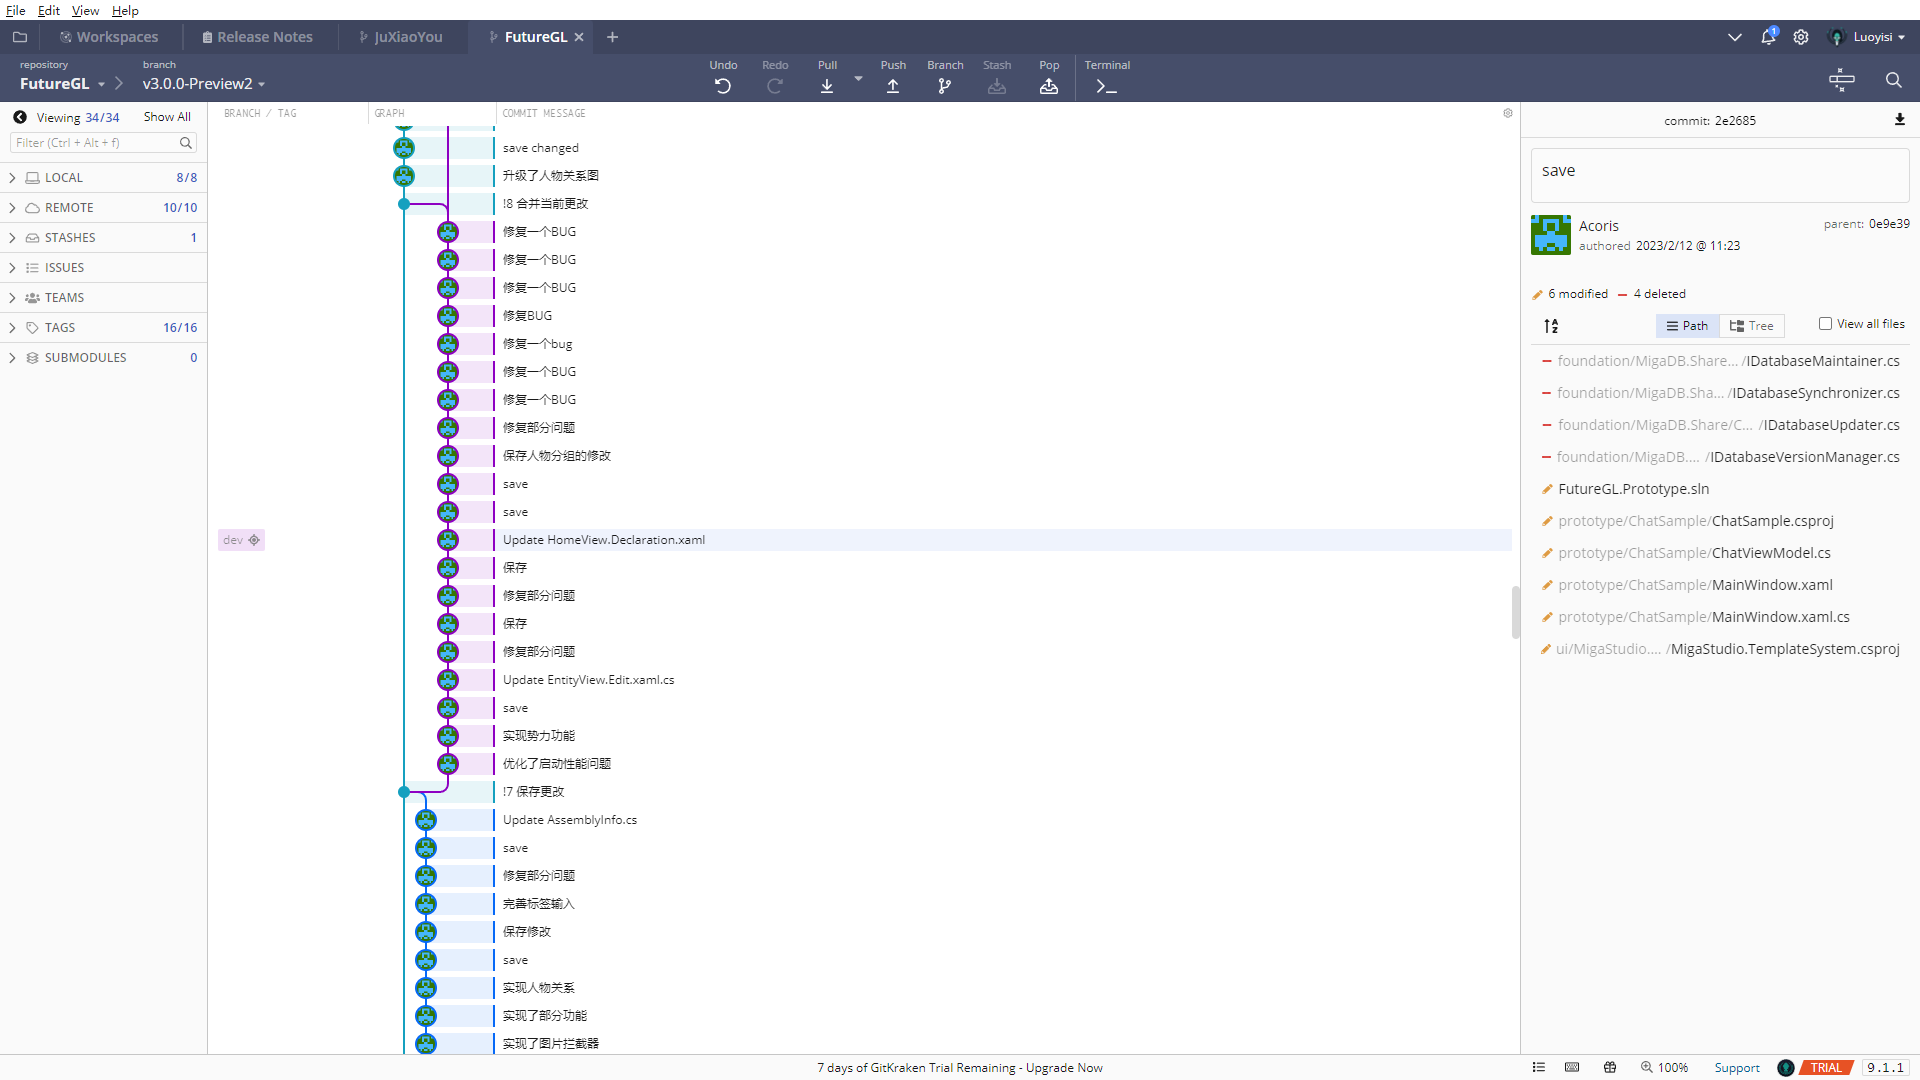 File Edit View Help
Workspaces Release Notes JuXiaoYou FutureGL
1
Luoyisi
repository
FutureGL
branch
v3.0.0-Preview2
Undo Redo Pull Push Branch Stash Pop Terminal
Viewing 34/34 Show All
Filter (Ctrl + Alt + f)
LOCAL 8/8
REMOTE 10/10
STASHES 1
ISSUES
TEAMS
TAGS 16/16
SUBMODULES 0
BRANCH / TAG GRAPH COMMIT MESSAGE
save changed
升级了人物关系图
!8 合并当前更改
修复一个BUG
修复一个BUG
修复一个BUG
修复BUG
修复一个bug
修复一个BUG
修复一个BUG
修复部分问题
保存人物分组的修改
save
save
dev Update HomeView.Declaration.xaml
保存
修复部分问题
保存
修复部分问题
Update EntityView.Edit.xaml.cs
save
实现势力功能
优化了启动性能问题
!7 保存更改
Update AssemblyInfo.cs
save
修复部分问题
完善标签输入
保存修改
save
实现人物关系
实现了部分功能
实现了图片拦截器
commit: 2e2685
save
Acoris
authored 2023/2/12 @ 11:23
parent: 0e9e39
6 modified 4 deleted
Path Tree View all files
foundation/MigaDB.Share... /IDatabaseMaintainer.cs
foundation/MigaDB.Sha... /IDatabaseSynchronizer.cs
foundation/MigaDB.Share/C... /IDatabaseUpdater.cs
foundation/MigaDB.... /IDatabaseVersionManager.cs
FutureGL.Prototype.sln
prototype/ChatSample/ChatSample.csproj
prototype/ChatSample/ChatViewModel.cs
prototype/ChatSample/MainWindow.xaml
prototype/ChatSample/MainWindow.xaml.cs
ui/MigaStudio.... /MigaStudio.TemplateSystem.csproj
7 days of GitKraken Trial Remaining - Upgrade Now
100% Support TRIAL 9.1.1